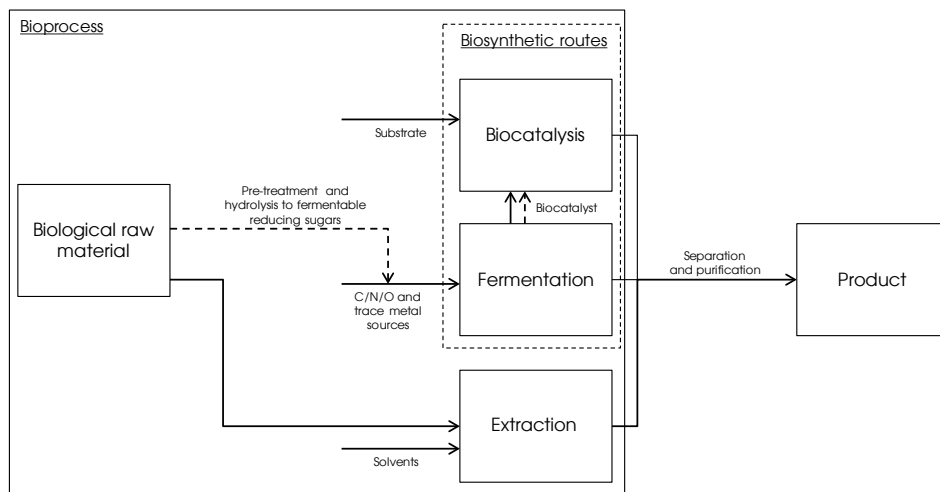 Bioprocess
Biosynthetic routes
Substrate
Biocatalysis
Pre-treatment and
hydrolysis to fermentable
reducing sugars
Biocatalyst
Biological raw
material
C/N/O and
trace metal
sources
Fermentation
Separation
and purification
Product
Extraction
Solvents